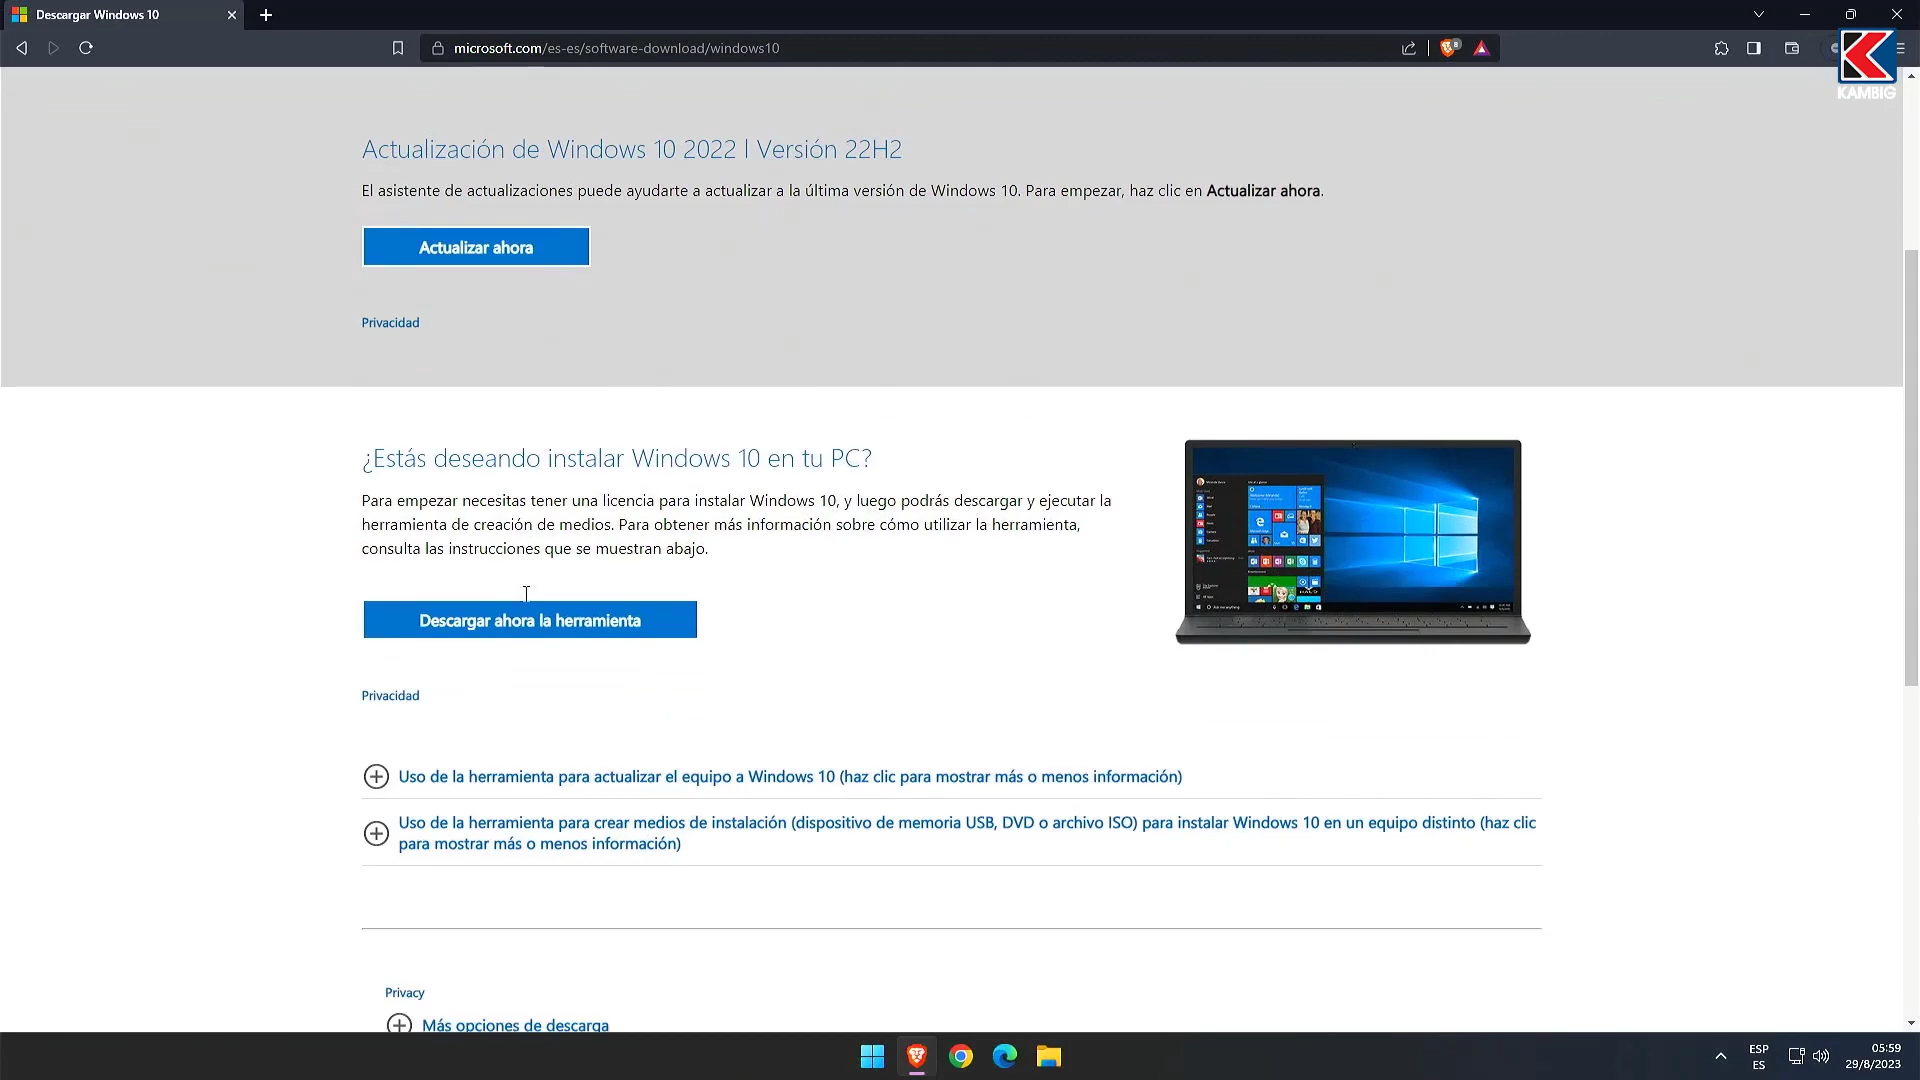 Descargar Windows 10
microsoft.com/es-es/software-download/windows10
KAMBIG
Actualización de Windows 10 2022 | Versión 22H2
El asistente de actualizaciones puede ayudarte a actualizar a la última versión de Windows 10. Para empezar, haz clic en Actualizar ahora.
Actualizar ahora
Privacidad
¿Estás deseando instalar Windows 10 en tu PC?
Para empezar necesitas tener una licencia para instalar Windows 10, y luego podrás descargar y ejecutar la
herramienta de creación de medios. Para obtener más información sobre cómo utilizar la herramienta,
consulta las instrucciones que se muestran abajo.
Descargar ahora la herramienta
Privacidad
Uso de la herramienta para actualizar el equipo a Windows 10 (haz clic para mostrar más o menos información)
Uso de la herramienta para crear medios de instalación (dispositivo de memoria USB, DVD o archivo ISO) para instalar Windows 10 en un equipo distinto (haz clic
para mostrar más o menos información)
Privacy
Más opciones de descarga
ESP
ES
05:59
29/8/2023